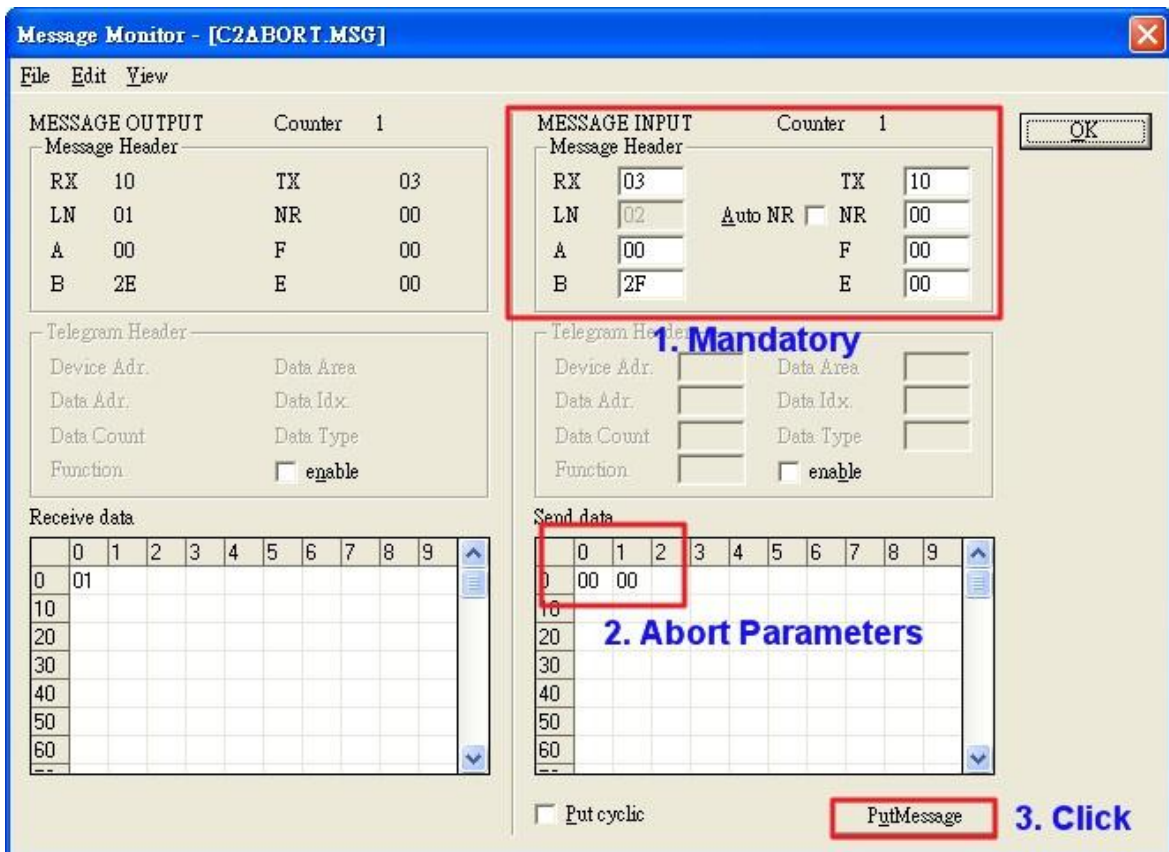 Message Monitor - [C2ABORT.MSG]
File Edit View
MESSAGE OUTPUT Counter 1
Message Header
RX 10 TX 03
LN 01 NR 00
A 00 F 00
B 2E E 00
Telegram Header
Device Adr. Data Area
Data Adr. Data Idx.
Data Count Data Type
Function enable
Receive data
0 1 2 3 4 5 6 7 8 9
0 01
10
20
30
40
50
60
MESSAGE INPUT Counter 1
Message Header
RX 03 TX 10
LN 02 Auto NR NR 00
A 00 F 00
B 2F E 00
1. Mandatory
Telegram Header
Device Adr. Data Area
Data Adr. Data Idx.
Data Count Data Type
Function enable
Send data
0 1 2 3 4 5 6 7 8 9
0 00 00
10
20
30
40
50
60
2. Abort Parameters
Put cyclic PutMessage 3. Click
OK